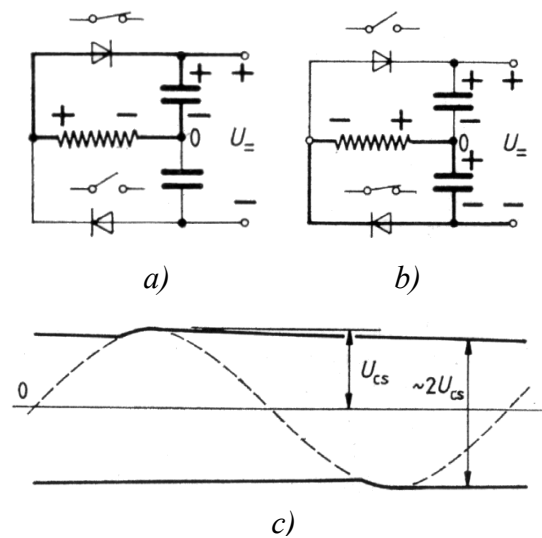 + +
+ - -
0 U=
-
a)
+ +
- + -
0 U=
+
- -
b)
0
Ucs
~2Ucs
c)